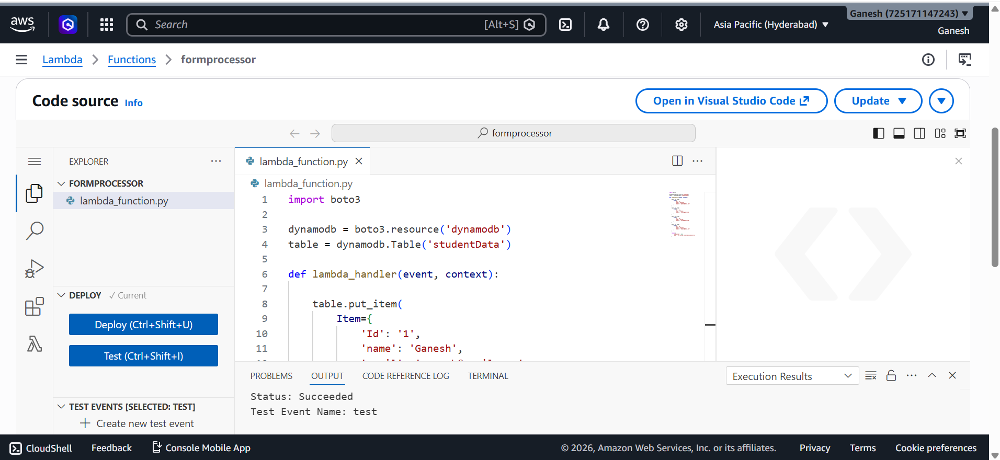 aws
Search [Alt+S]
Asia Pacific (Hyderabad)
Ganesh (725171147243)
Ganesh
Lambda
Functions
formprocessor
Code source Info
Open in Visual Studio Code
Update
formprocessor
EXPLORER
FORMPROCESSOR
lambda_function.py
DEPLOY Current
Deploy (Ctrl+Shift+U)
Test (Ctrl+Shift+I)
TEST EVENTS [SELECTED: TEST]
Create new test event
lambda_function.py
lambda_function.py
1 import boto3
2
3 dynamodb = boto3.resource('dynamodb')
4 table = dynamodb.Table('studentData')
5
6 def lambda_handler(event, context):
7
8 table.put_item(
9 Item={
10 'Id': '1',
11 'name': 'Ganesh',
PROBLEMS OUTPUT CODE REFERENCE LOG TERMINAL
Execution Results
Status: Succeeded
Test Event Name: test
CloudShell Feedback Console Mobile App
© 2026, Amazon Web Services, Inc. or its affiliates. Privacy Terms Cookie preferences